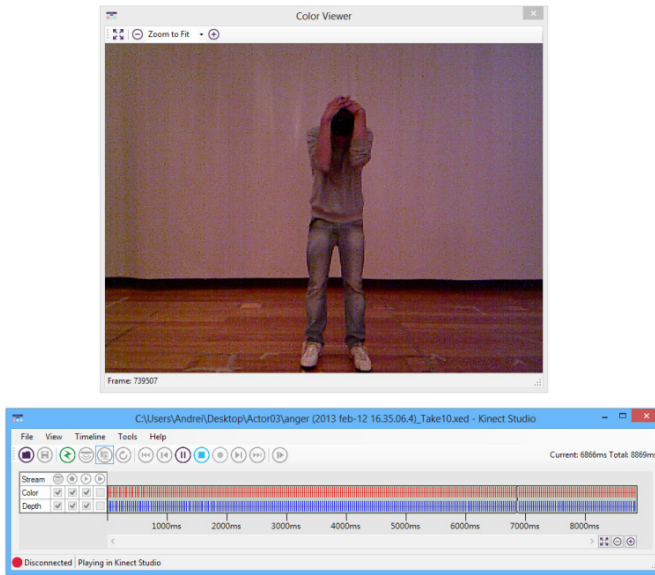 Color Viewer
Zoom to Fit
Frame: 739507
C:\Users\Andrei\Desktop\Actor03\anger (2013 feb-12 16.35.06.4)_Take10.xed - Kinect Studio
File View Timeline Tools Help
Current: 6866ms Total: 8869ms
Stream
Color
Depth
1000ms 2000ms 3000ms 4000ms 5000ms 6000ms 7000ms 8000ms
Disconnected Playing in Kinect Studio